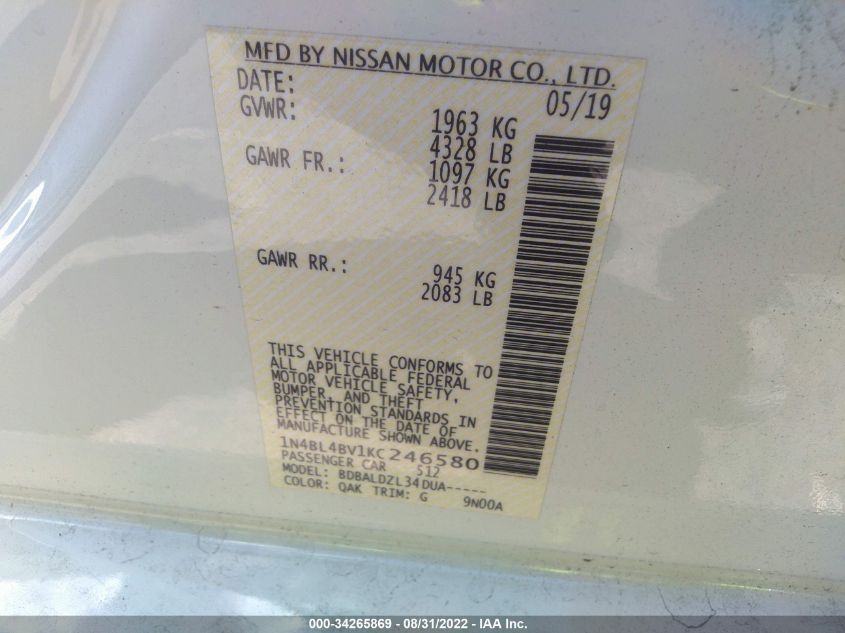 MFD BY NISSAN MOTOR CO., LTD.
DATE: 05/19
GVWR: 1963 KG
4328 LB
GAWR FR.: 1097 KG
2418 LB
GAWR RR.: 945 KG
2083 LB
THIS VEHICLE CONFORMS TO
ALL APPLICABLE FEDERAL
MOTOR VEHICLE SAFETY,
BUMPER, AND THEFT
PREVENTION STANDARDS IN
EFFECT ON THE DATE OF
MANUFACTURE SHOWN ABOVE.
1N4BL4BV1KC246580
PASSENGER CAR 512
MODEL: BDBALDZL34DUA-----
COLOR: QAK TRIM: G 9N00A
000-34265869 - 08/31/2022 - IAA Inc.